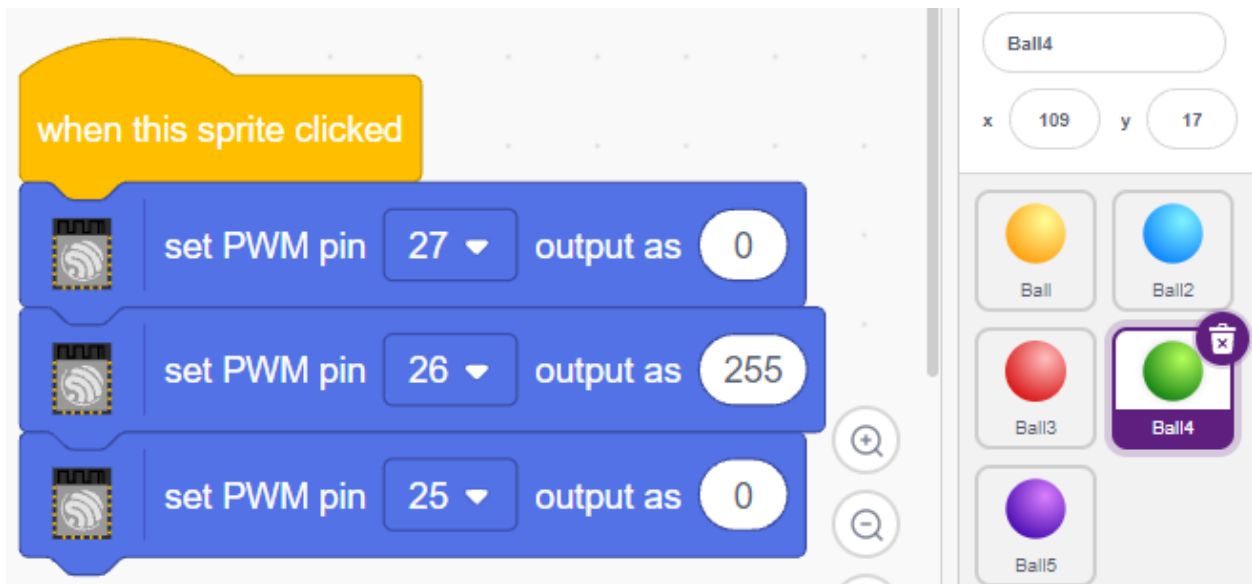 when this sprite clicked
set PWM pin 27 output as 0
set PWM pin 26 output as 255
set PWM pin 25 output as 0
Ball4
x 109 y 17
Ball Ball2
Ball3 Ball4
Ball5